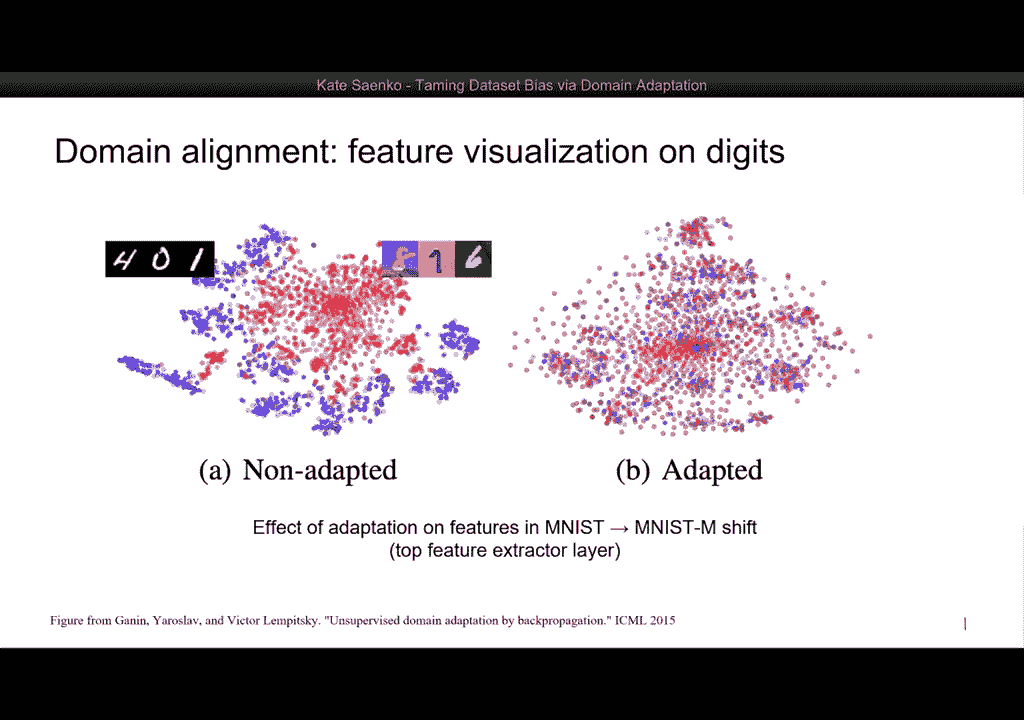 Kate Saenko - Taming Dataset Bias via Domain Adaptation
Domain alignment: feature visualization on digits
4 0 1
1 6
(a) Non-adapted
(b) Adapted
Effect of adaptation on features in MNIST → MNIST-M shift
(top feature extractor layer)
Figure from Ganin, Yaroslav, and Victor Lempitsky. "Unsupervised domain adaptation by backpropagation." ICML 2015